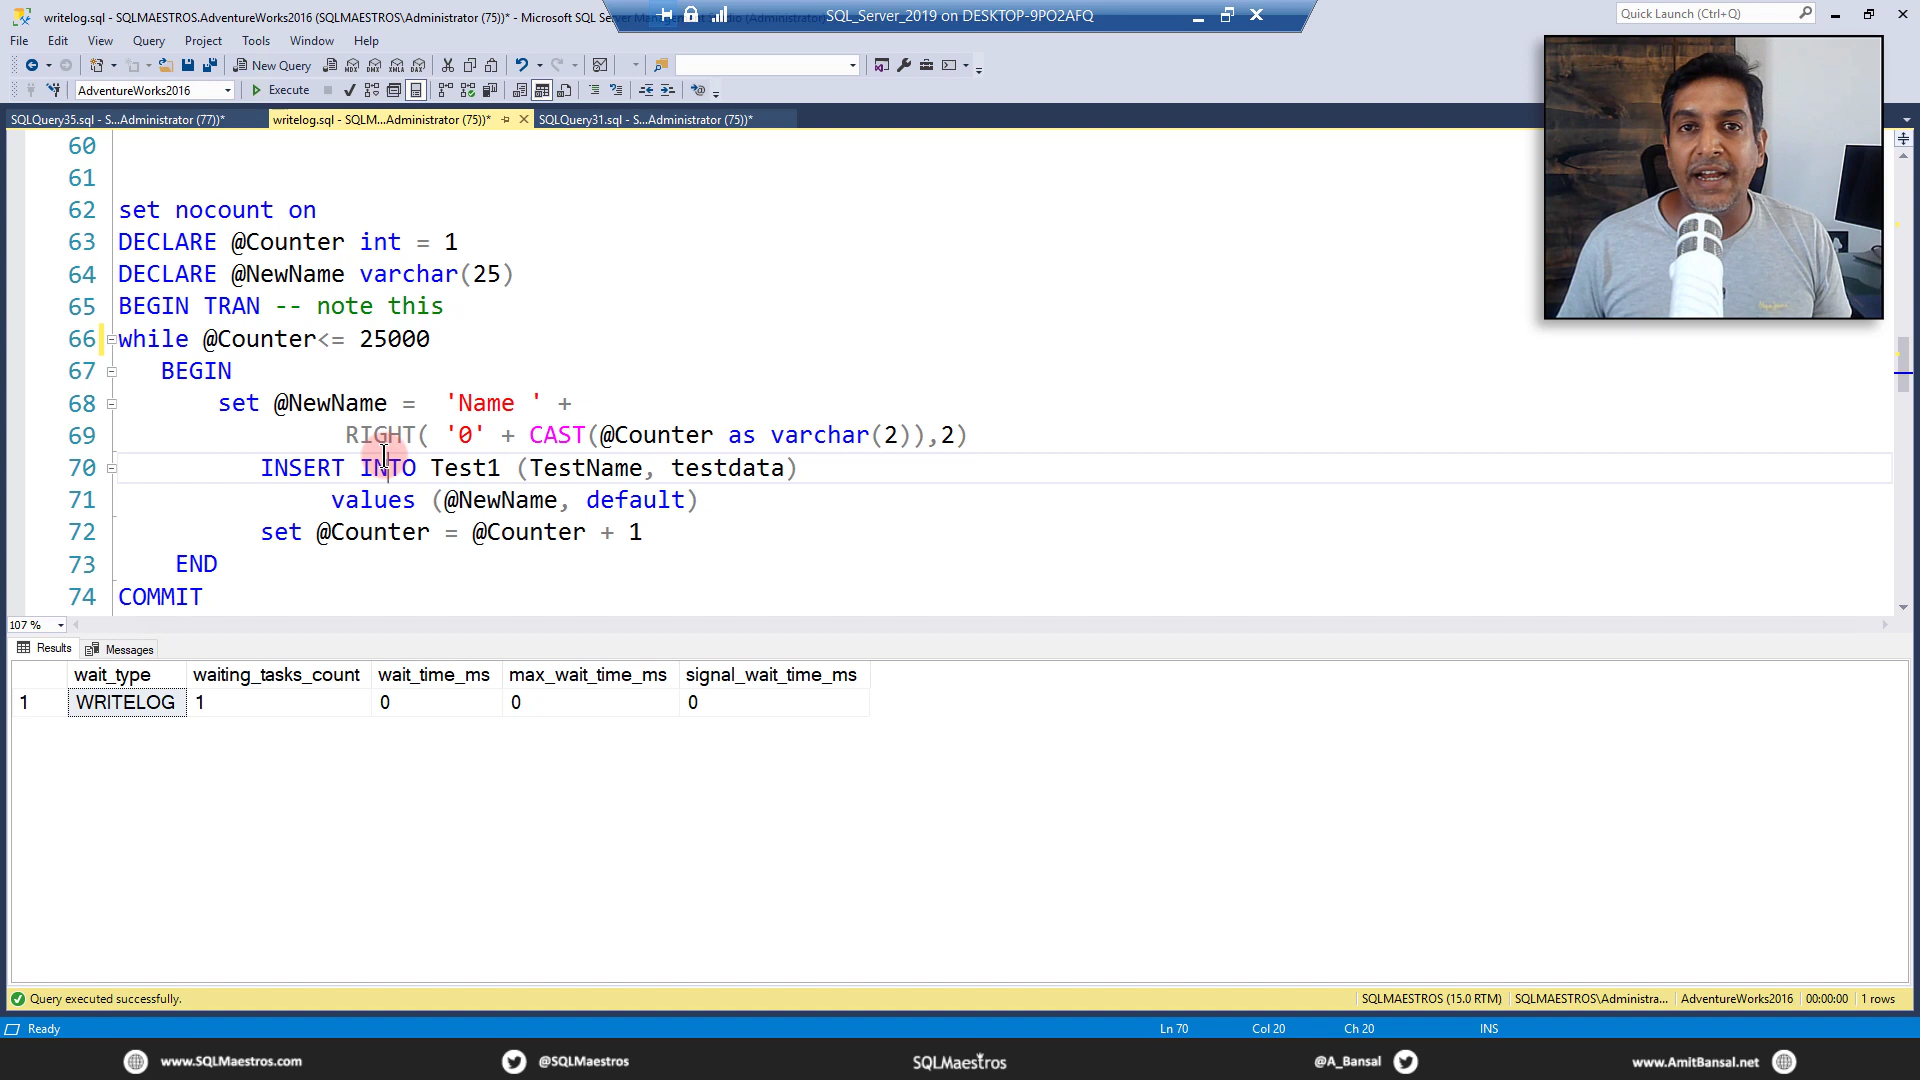 writelog.sql - SQLMAESTROS.AdventureWorks2016 (SQLMAESTROS\Administrator (75))* - Microsoft SQL Ser
SQL_Server_2019 on DESKTOP-9PO2AFQ
Quick Launch (Ctrl+Q)
File Edit View Query Project Tools Window Help
New Query MDX DMX XMLA DAX
AdventureWorks2016 Execute
SQLQuery35.sql - S...Administrator (77))* writelog.sql - SQLM...Administrator (75))* SQLQuery31.sql - S...Administrator (75))*
60
61
62 set nocount on
63 DECLARE @Counter int = 1
64 DECLARE @NewName varchar(25)
65 BEGIN TRAN -- note this
66 while @Counter<= 25000
67 BEGIN
68 set @NewName = 'Name ' +
69 RIGHT( '0' + CAST(@Counter as varchar(2)),2)
70 INSERT INTO Test1 (TestName, testdata)
71 values (@NewName, default)
72 set @Counter = @Counter + 1
73 END
74 COMMIT
107 %
Results Messages
wait_type waiting_tasks_count wait_time_ms max_wait_time_ms signal_wait_time_ms
1 WRITELOG 1 0 0 0
Query executed successfully. SQLMAESTROS (15.0 RTM) SQLMAESTROS\Administra... AdventureWorks2016 00:00:00 1 rows
Ready Ln 70 Col 20 Ch 20 INS
www.SQLMaestros.com @SQLMaestros SQLMaestros @A_Bansal www.AmitBansal.net